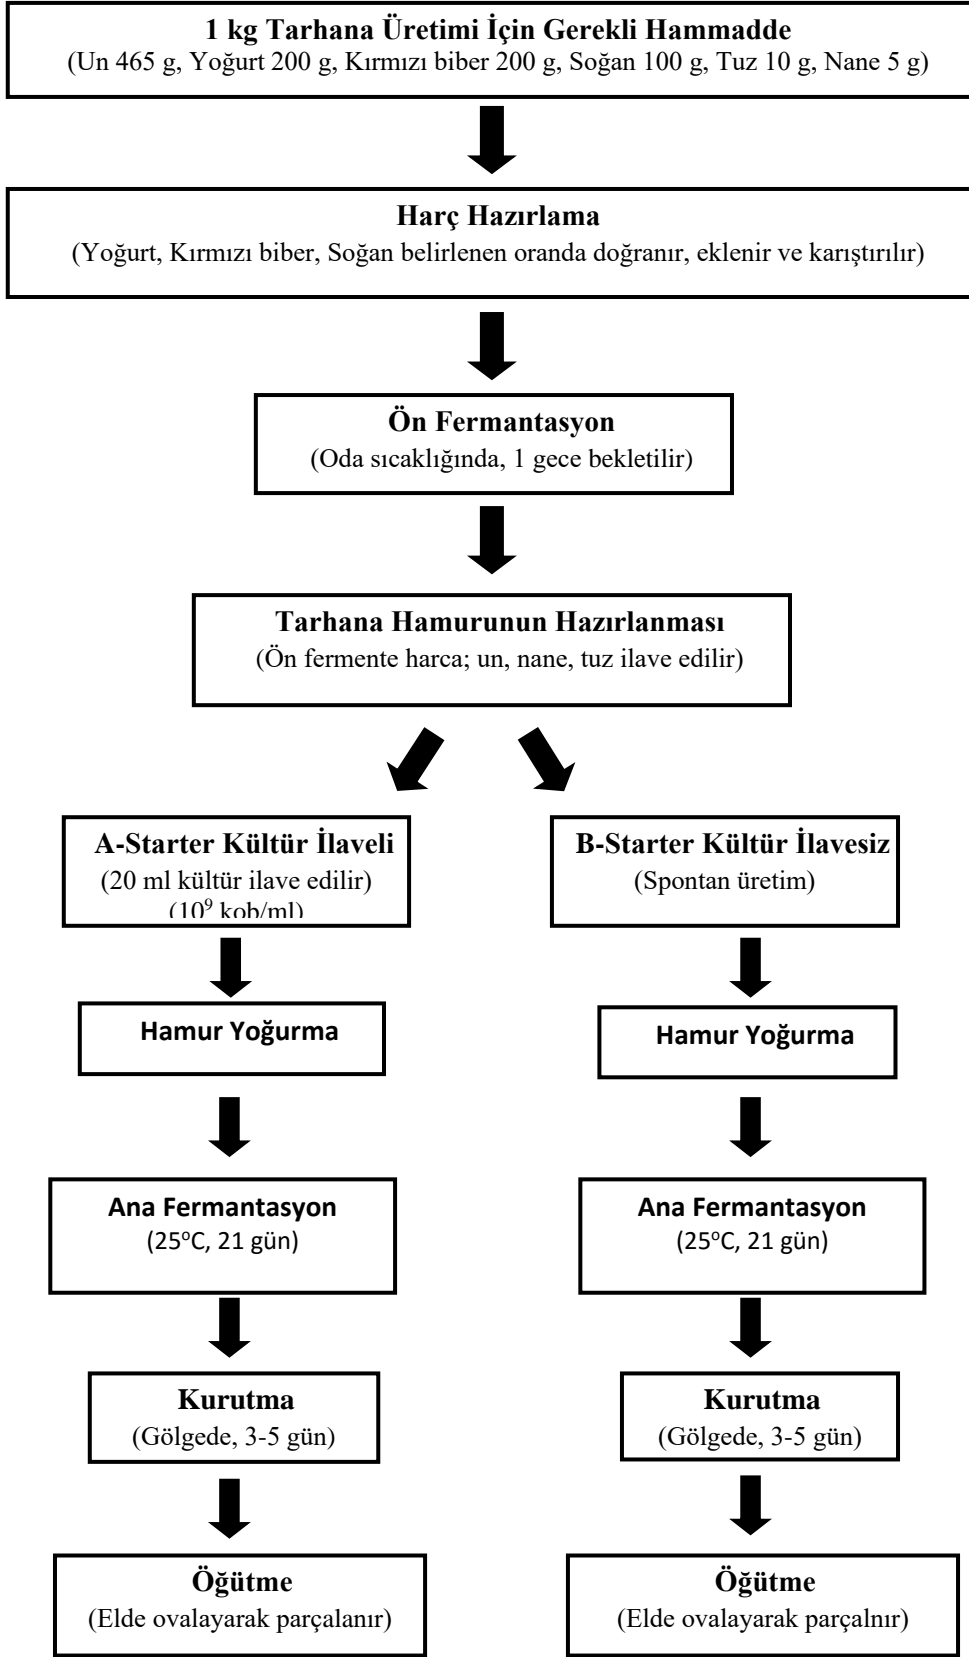 1 kg Tarhana Üretimi İçin Gerekli Hammadde
(Un 465 g, Yoğurt 200 g, Kırmızı biber 200 g, Soğan 100 g, Tuz 10 g, Nane 5 g)
Harç Hazırlama
(Yoğurt, Kırmızı biber, Soğan belirlenen oranda doğranır, eklenir ve karıştırılır)
Ön Fermantasyon
(Oda sıcaklığında, 1 gece bekletilir)
Tarhana Hamurunun Hazırlanması
(Ön fermente harca; un, nane, tuz ilave edilir)
A-Starter Kültür İlaveli
(20 ml kültür ilave edilir)
(10⁹ kob/ml)
B-Starter Kültür İlavesiz
(Spontan üretim)
Hamur Yoğurma
Hamur Yoğurma
Ana Fermantasyon
(25°C, 21 gün)
Ana Fermantasyon
(25°C, 21 gün)
Kurutma
(Gölgede, 3-5 gün)
Kurutma
(Gölgede, 3-5 gün)
Öğütme
(Elde ovalayarak parçalanır)
Öğütme
(Elde ovalayarak parçalnır)